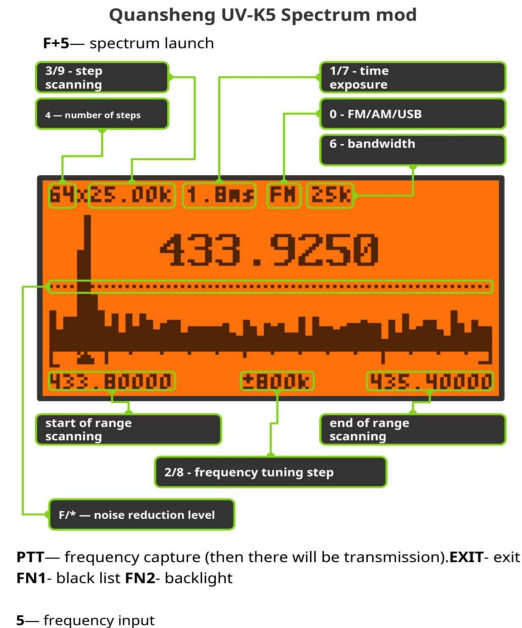 Quansheng UV-K5 Spectrum mod
F+5— spectrum launch
3/9 - step
scanning
1/7 - time
exposure
4 — number of steps
0 - FM/AM/USB
6 - bandwidth
64x25.00k 1.8ms FM 25k
433.9250
433.80000 ±800k 435.40000
start of range
scanning
end of range
scanning
2/8 - frequency tuning step
F/* — noise reduction level
PTT— frequency capture (then there will be transmission).EXIT- exit
FN1- black list FN2- backlight
5— frequency input